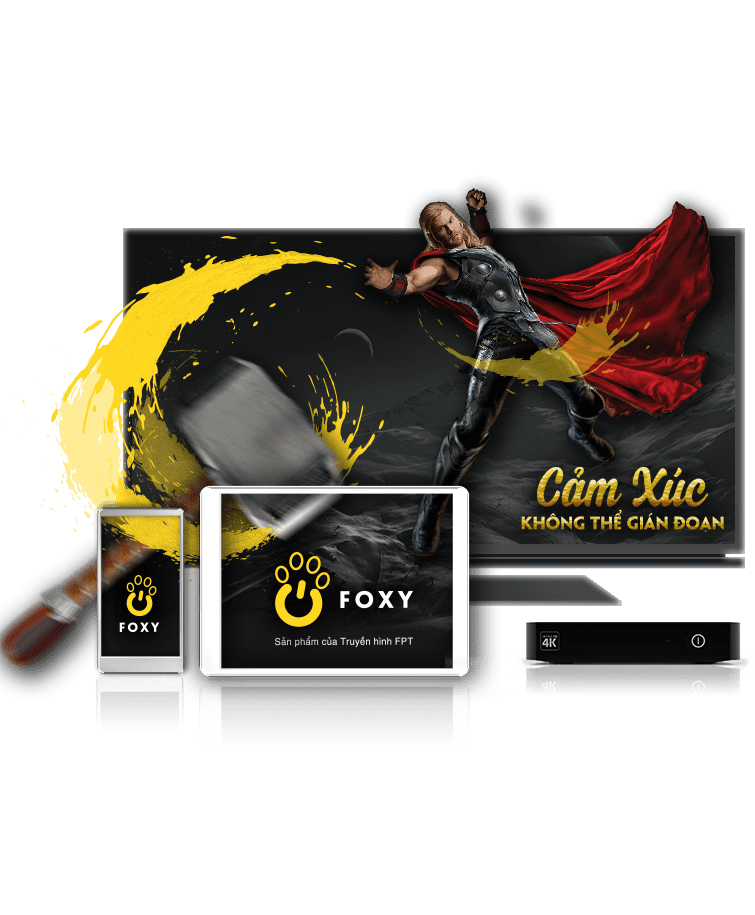 Cảm Xúc
KHÔNG THỂ GIÁN ĐOẠN
FOXY
FOXY
Sản phẩm của Truyền hình FPT
4K